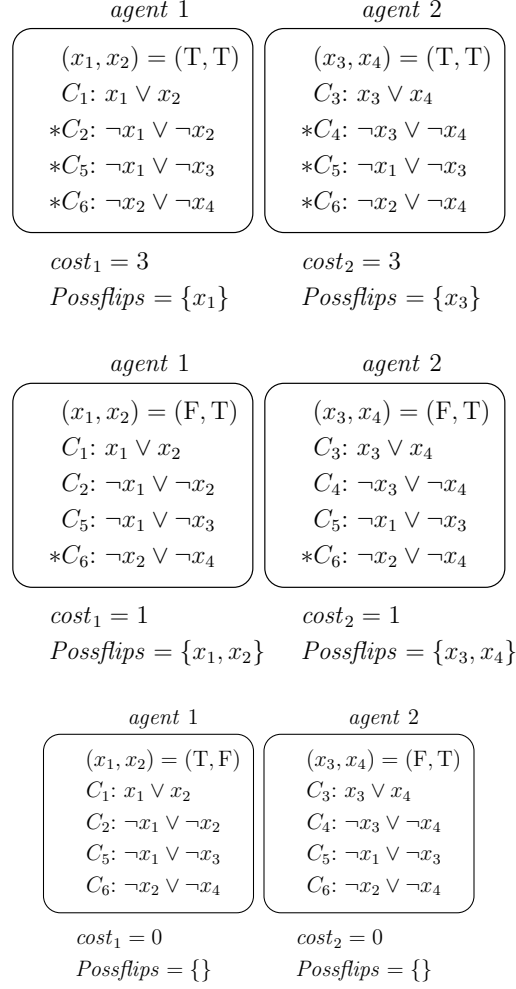 agent 1
(x₁, x₂) = (T, T)
C₁: x₁ ∨ x₂
*C₂: ¬x₁ ∨ ¬x₂
*C₅: ¬x₁ ∨ ¬x₃
*C₆: ¬x₂ ∨ ¬x₄
cost₁ = 3
Possflips = {x₁}
agent 2
(x₃, x₄) = (T, T)
C₃: x₃ ∨ x₄
*C₄: ¬x₃ ∨ ¬x₄
*C₅: ¬x₁ ∨ ¬x₃
*C₆: ¬x₂ ∨ ¬x₄
cost₂ = 3
Possflips = {x₃}
agent 1
(x₁, x₂) = (F, T)
C₁: x₁ ∨ x₂
C₂: ¬x₁ ∨ ¬x₂
C₅: ¬x₁ ∨ ¬x₃
*C₆: ¬x₂ ∨ ¬x₄
cost₁ = 1
Possflips = {x₁, x₂}
agent 2
(x₃, x₄) = (F, T)
C₃: x₃ ∨ x₄
C₄: ¬x₃ ∨ ¬x₄
C₅: ¬x₁ ∨ ¬x₃
*C₆: ¬x₂ ∨ ¬x₄
cost₂ = 1
Possflips = {x₃, x₄}
agent 1
(x₁, x₂) = (T, F)
C₁: x₁ ∨ x₂
C₂: ¬x₁ ∨ ¬x₂
C₅: ¬x₁ ∨ ¬x₃
C₆: ¬x₂ ∨ ¬x₄
cost₁ = 0
Possflips = {}
agent 2
(x₃, x₄) = (F, T)
C₃: x₃ ∨ x₄
C₄: ¬x₃ ∨ ¬x₄
C₅: ¬x₁ ∨ ¬x₃
C₆: ¬x₂ ∨ ¬x₄
cost₂ = 0
Possflips = {}